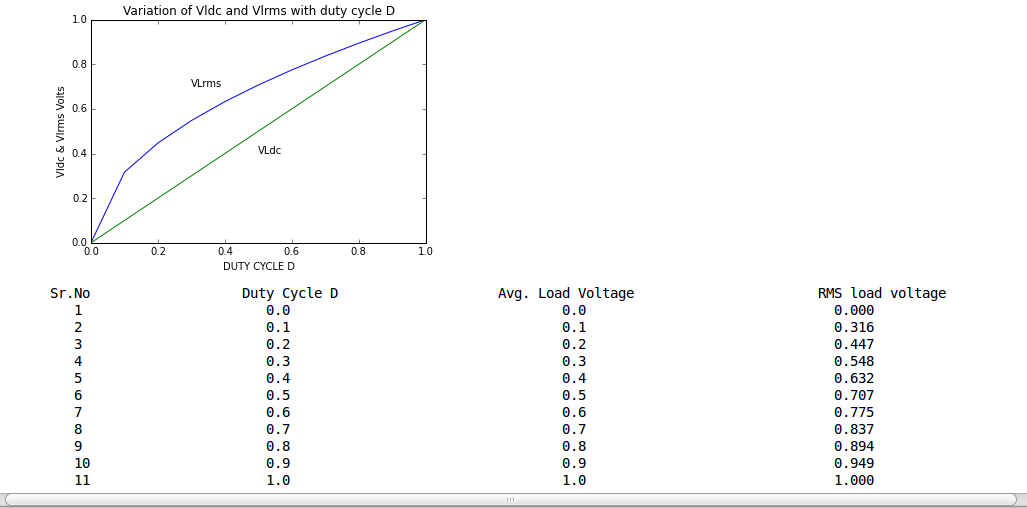 Variation of Vldc and Vlrms with duty cycle D
Vldc & Vlrms Volts
1.0
0.8
0.6
0.4
0.2
0.0
VLrms
VLdc
0.0 0.2 0.4 0.6 0.8 1.0
DUTY CYCLE D
Sr.No Duty Cycle D Avg. Load Voltage RMS load voltage
1 0.0 0.0 0.000
2 0.1 0.1 0.316
3 0.2 0.2 0.447
4 0.3 0.3 0.548
5 0.4 0.4 0.632
6 0.5 0.5 0.707
7 0.6 0.6 0.775
8 0.7 0.7 0.837
9 0.8 0.8 0.894
10 0.9 0.9 0.949
11 1.0 1.0 1.000